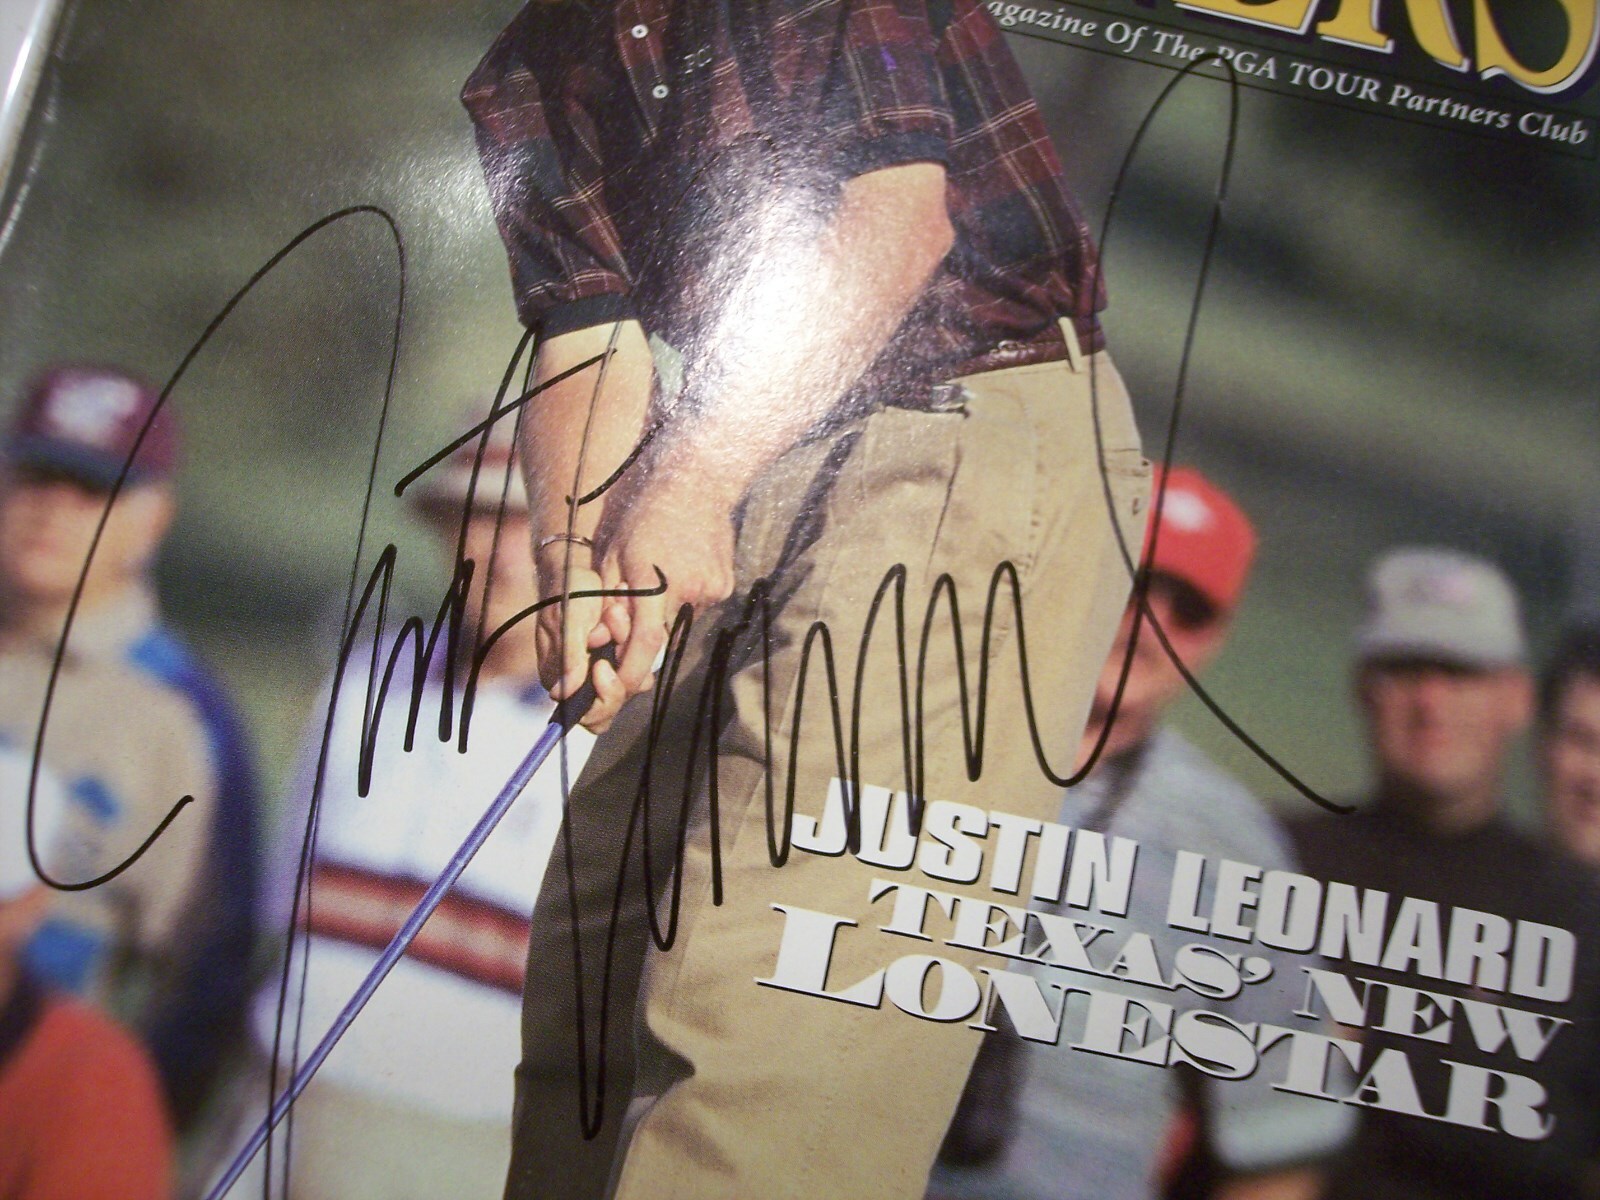 agazine Of The PGA TOUR Partners Club
JUSTIN LEONARD
TEXAS' NEW
LONESTAR